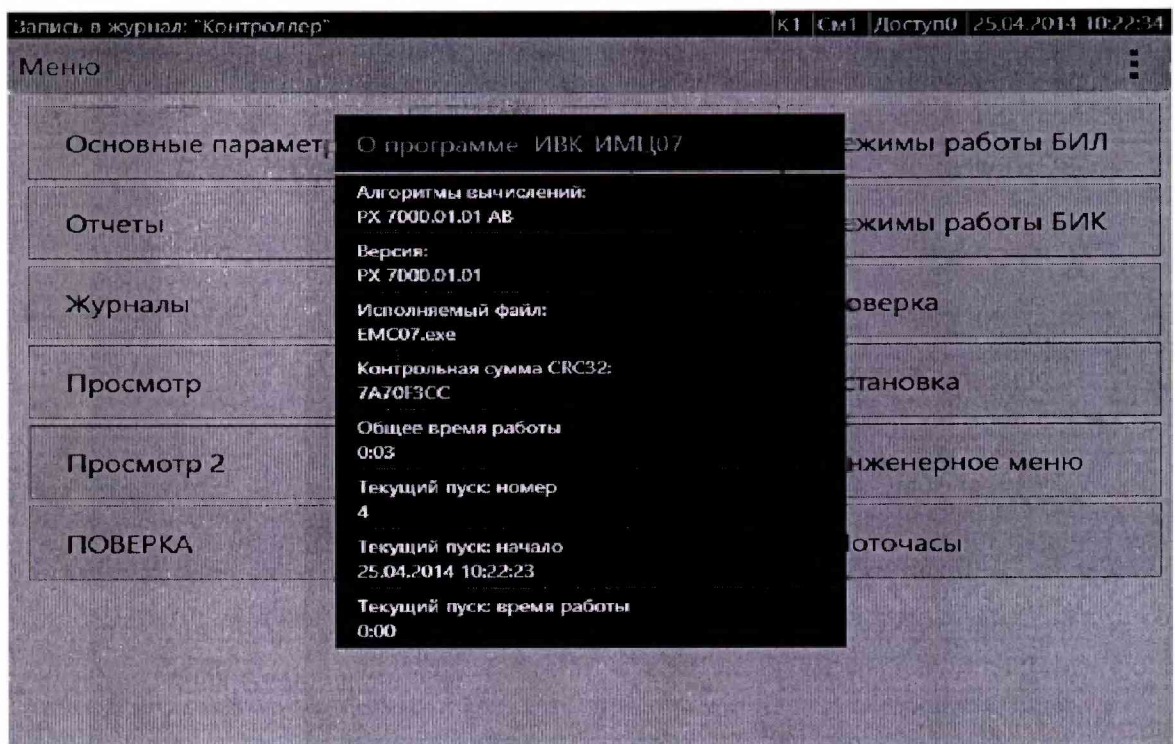 Запись в журнал: "Контроллер"
К1 См1 Доступ0 25.04.2014 10:22:34
Меню
Основные парамет
ежимы работы БИЛ
Отчеты
ежимы работы БИК
Журналы
оверка
Просмотр
становка
Просмотр 2
нженерное меню
ПОВЕРКА
оточасы
О программе ИВК ИМЦ07
Алгоритмы вычислений:
РХ 7000.01.01 АВ
Версия:
РХ 7000.01.01
Исполняемый файл:
EMC07.exe
Контрольная сумма CRC32:
7A70F3CC
Общее время работы
0:03
Текущий пуск: номер
4
Текущий пуск: начало
25.04.2014 10:22:23
Текущий пуск: время работы
0:00